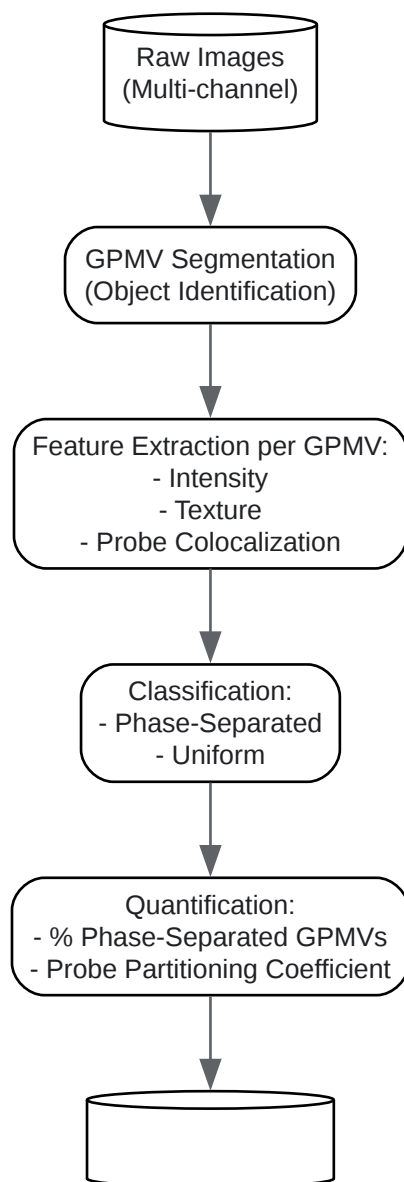 Raw Images
(Multi-channel)
GPMV Segmentation
(Object Identification)
Feature Extraction per GPMV:
- Intensity
- Texture
- Probe Colocalization
Classification:
- Phase-Separated
- Uniform
Quantification:
- % Phase-Separated GPMVs
- Probe Partitioning Coefficient